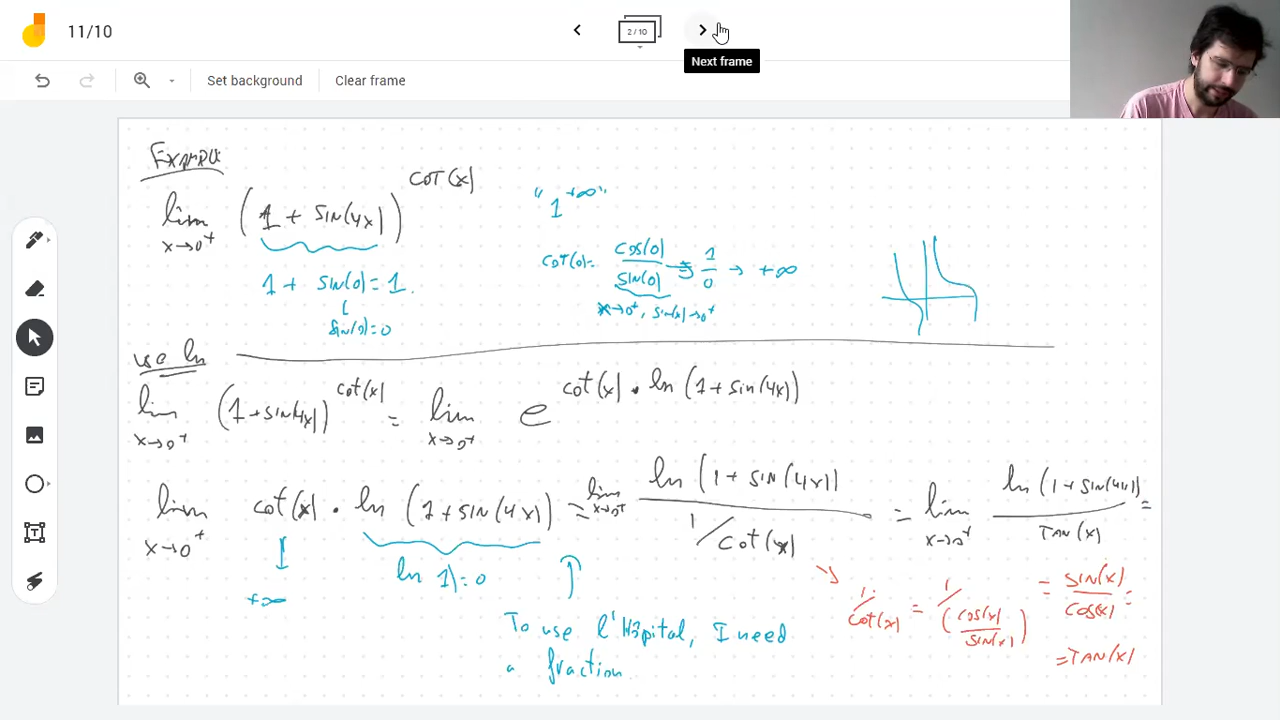 11/10
2 / 10
Next frame
Set background
Clear frame
Example
lim x→0⁺ (1 + sin(4x))^cot(x)
"1^+∞"
1 + sin(0) = 1.
sin(0)=0
cot(0)= cos(0)/sin(0) → 1/0 → +∞
x→0⁺, sin(x)→0⁺
use ln
lim x→0⁺ (1+sin(4x))^cot(x) = lim x→0⁺ e^cot(x) · ln(1+sin(4x))
lim x→0⁺ cot(x) · ln(1+sin(4x)) = lim x→0⁺ ln(1+sin(4x)) / 1/cot(x) = lim x→0⁺ ln(1+sin(4x)) / TAN(x) =
+∞
ln 1 = 0
To use l'Hôpital, I need
a fraction
1/cot(x) = 1/(cos(x)/sin(x)) = sin(x)/cos(x) =
= TAN(x)